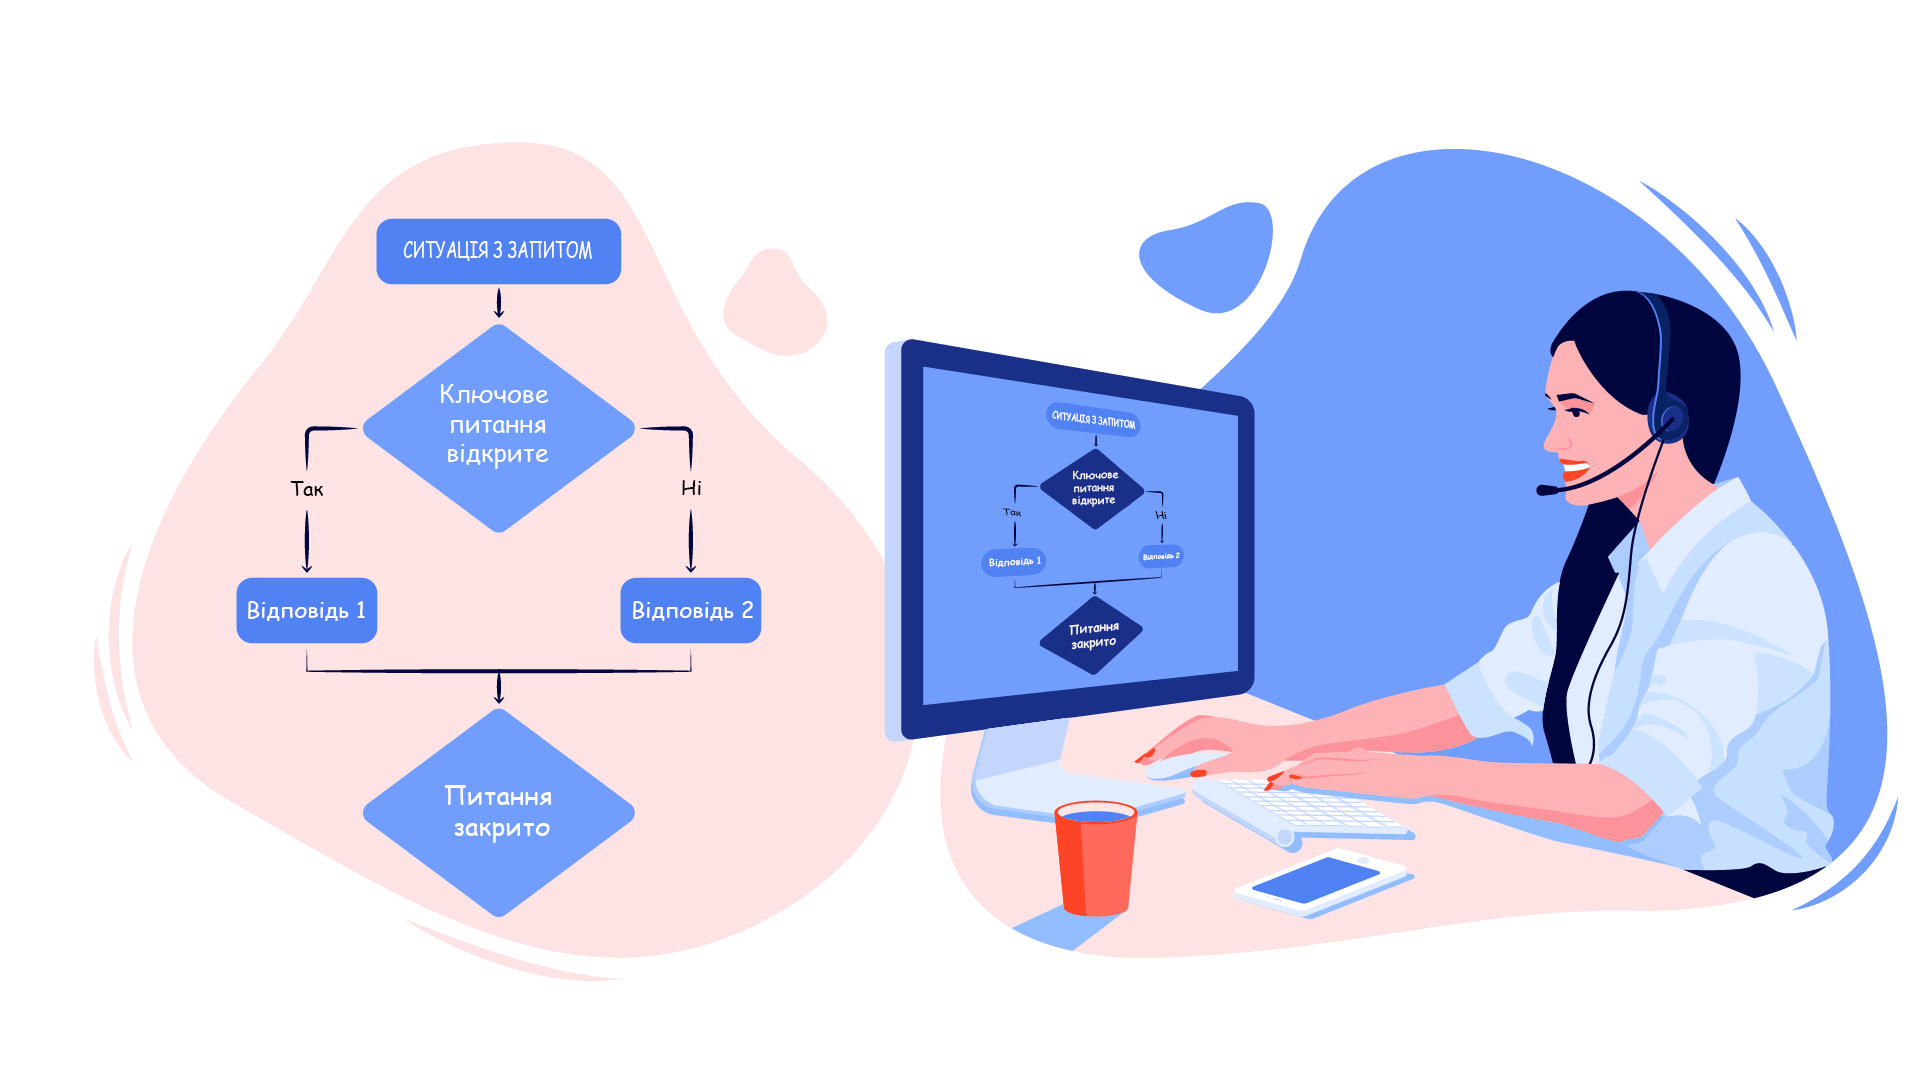 СИТУАЦІЯ З ЗАПИТОМ
Ключове
питання
відкрите
Так
Ні
Відповідь 1
Відповідь 2
Питання
закрито
СИТУАЦІЯ З ЗАПИТОМ
Ключове
питання
відкрите
Так
Ні
Відповідь 1
Відповідь 2
Питання
закрито